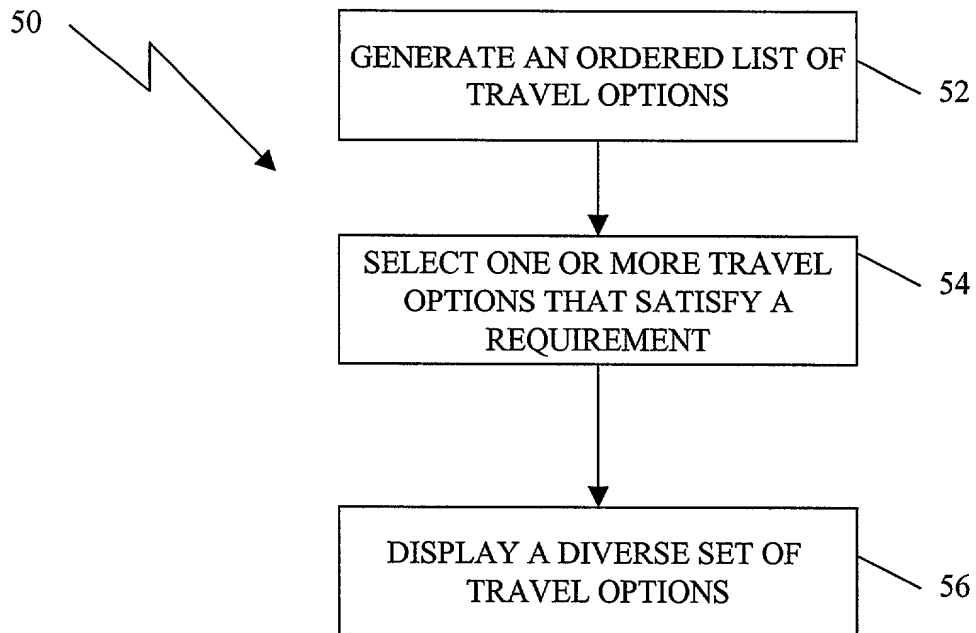 50
GENERATE AN ORDERED LIST OF
TRAVEL OPTIONS
52
SELECT ONE OR MORE TRAVEL
OPTIONS THAT SATISFY A
REQUIREMENT
54
DISPLAY A DIVERSE SET OF
TRAVEL OPTIONS
56